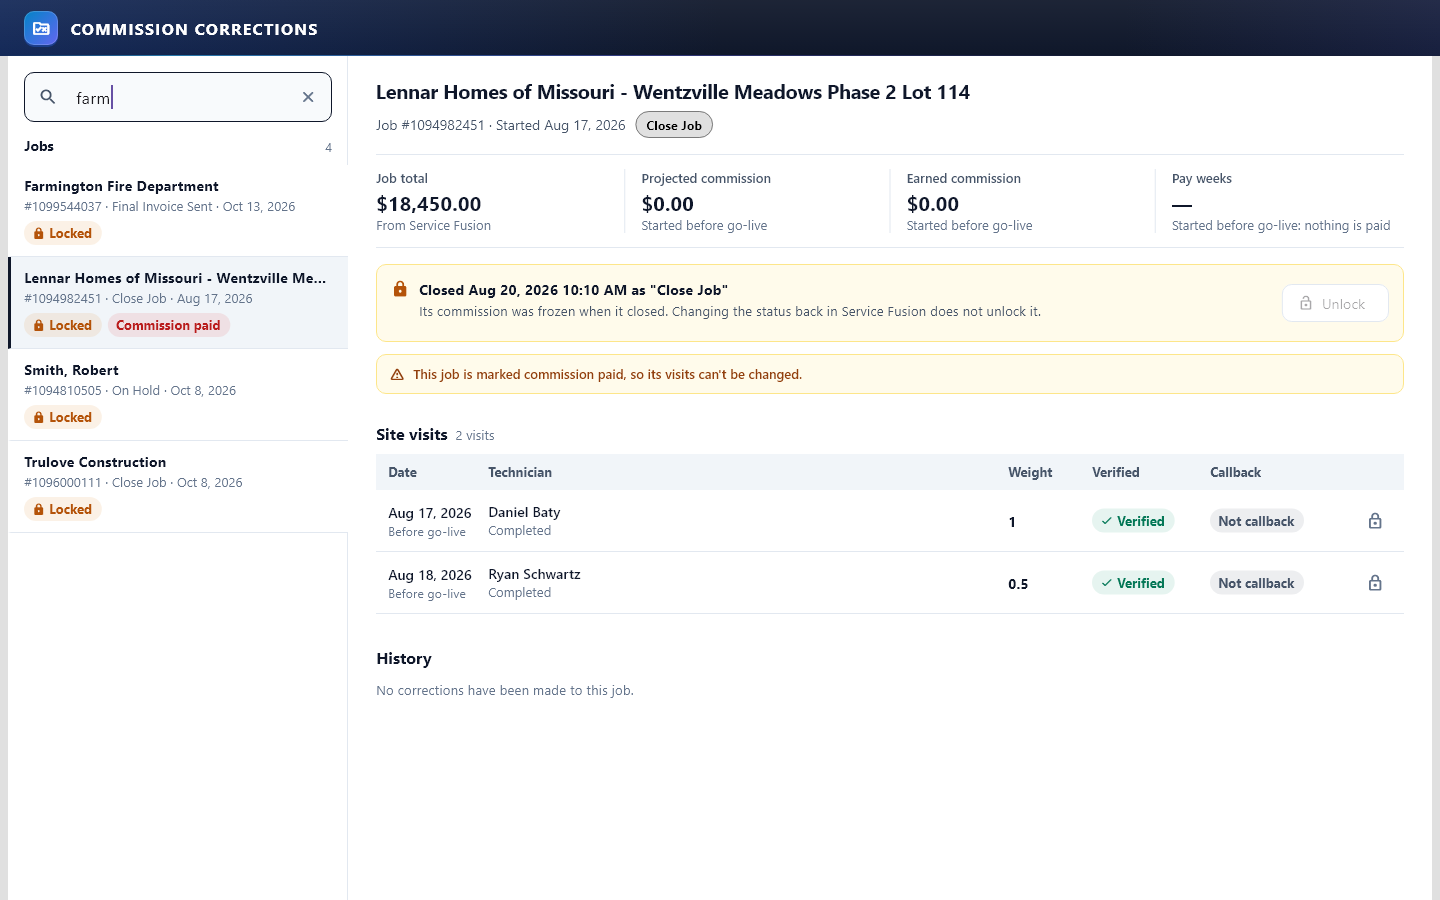 COMMISSION CORRECTIONS
farm
Jobs 4
Farmington Fire Department
#1099544037 · Final Invoice Sent · Oct 13, 2026
Locked
Lennar Homes of Missouri - Wentzville Me...
#1094982451 · Close Job · Aug 17, 2026
Locked Commission paid
Smith, Robert
#1094810505 · On Hold · Oct 8, 2026
Locked
Trulove Construction
#1096000111 · Close Job · Oct 8, 2026
Locked
Lennar Homes of Missouri - Wentzville Meadows Phase 2 Lot 114
Job #1094982451 · Started Aug 17, 2026 Close Job
Job total Projected commission Earned commission Pay weeks
$18,450.00 $0.00 $0.00 —
From Service Fusion Started before go-live Started before go-live Started before go-live: nothing is paid
Closed Aug 20, 2026 10:10 AM as "Close Job"
Its commission was frozen when it closed. Changing the status back in Service Fusion does not unlock it.
Unlock
This job is marked commission paid, so its visits can't be changed.
Site visits 2 visits
Date Technician Weight Verified Callback
Aug 17, 2026 Daniel Baty 1 Verified Not callback
Before go-live Completed
Aug 18, 2026 Ryan Schwartz 0.5 Verified Not callback
Before go-live Completed
History
No corrections have been made to this job.